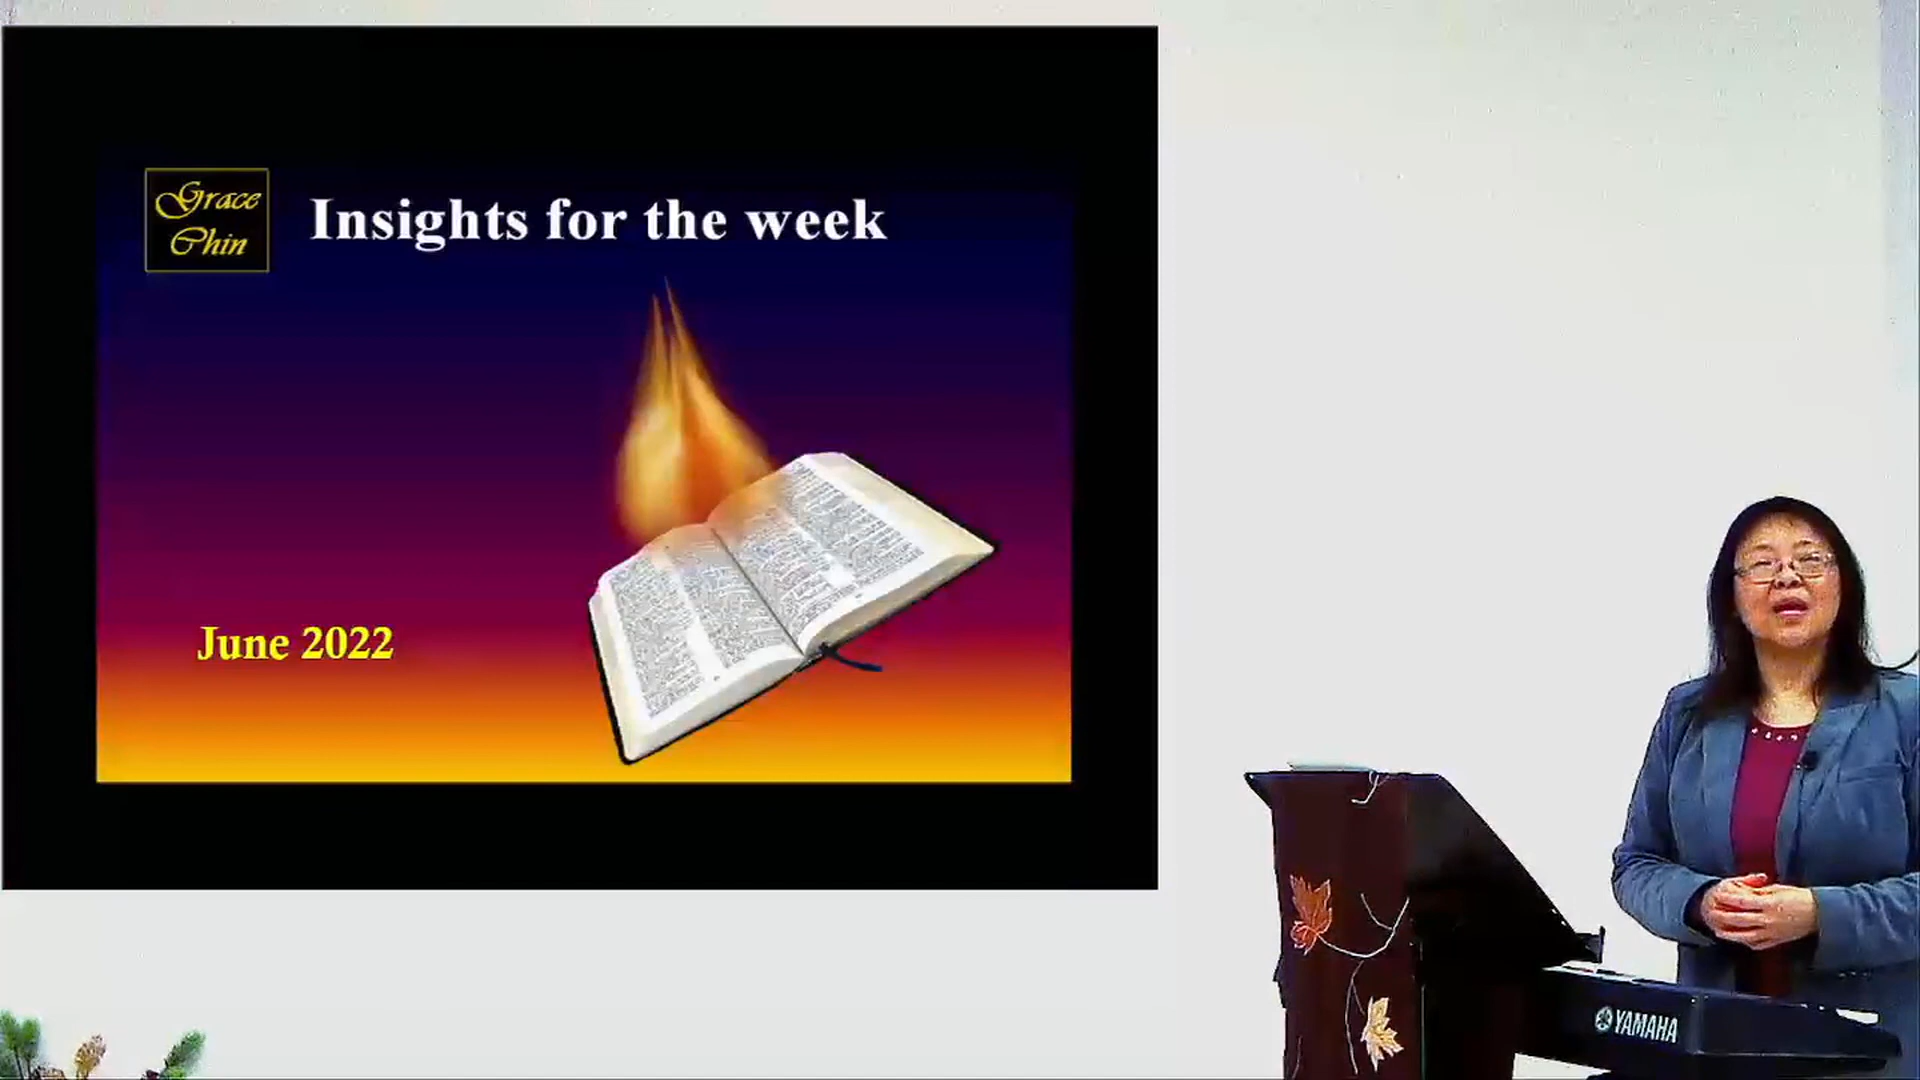 Grace
Chin
Insights for the week
June 2022
YAMAHA